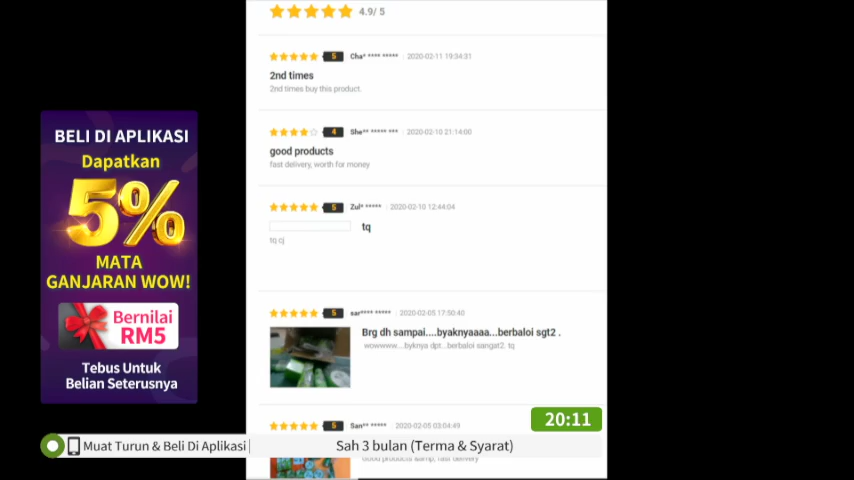 4.9/ 5
5 Cha* **** ***** 2020-02-11 19:34:31
2nd times
2nd times buy this product.
4 She** ***** *** 2020-02-10 21:14:00
good products
fast delivery, worth for money
5 Zul* ***** 2020-02-10 12:44:04
tq
tq cj
5 sar**** ***** 2020-02-05 17:50:40
Brg dh sampai....byaknyaaaa...berbaloi sgt2 .
wowwww...byknya dpt...berbaloi sangat2. tq
5 San** ***** 2020-02-05 03:04:49
Good products &amp, fast delivery
BELI DI APLIKASI
Dapatkan
5%
MATA
GANJARAN WOW!
Bernilai
RM5
Tebus Untuk
Belian Seterusnya
20:11
Muat Turun & Beli Di Aplikasi
Sah 3 bulan (Terma & Syarat)